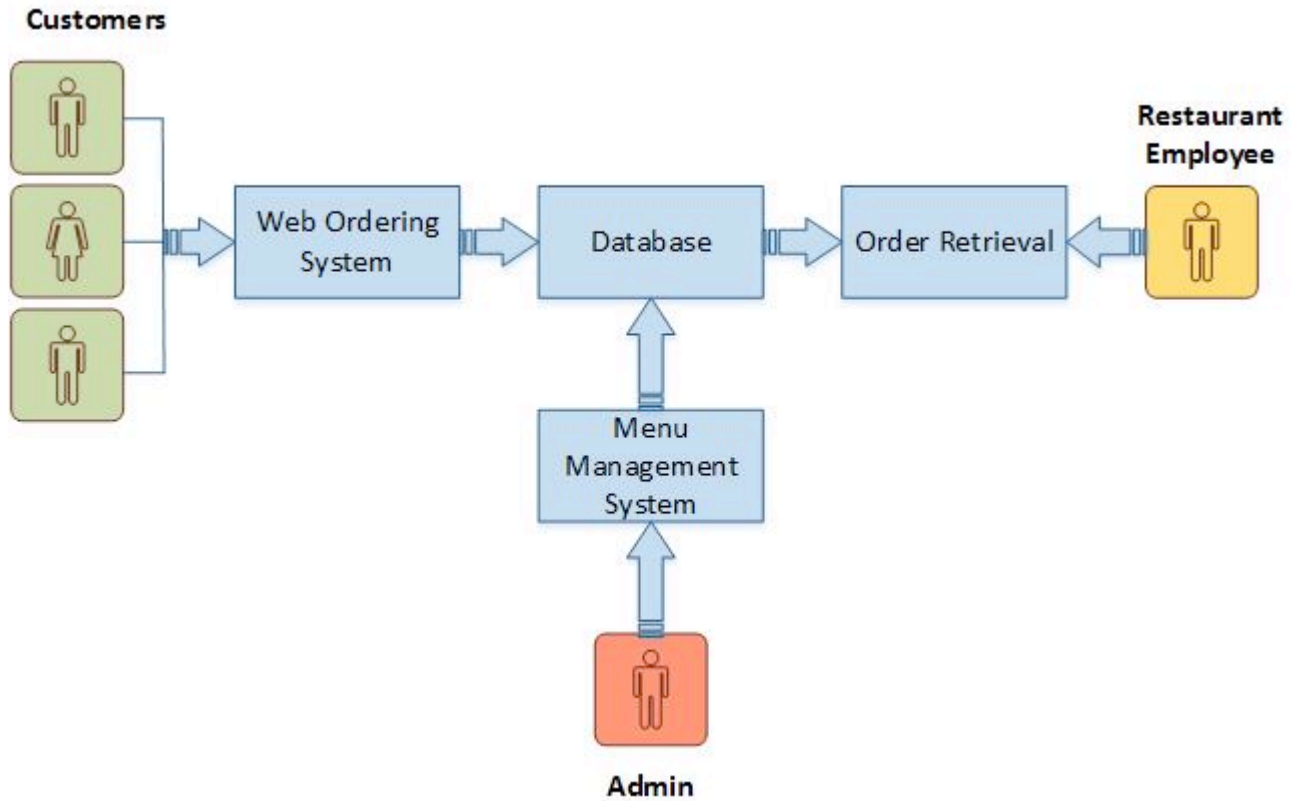 Customers
Restaurant
Employee
Web Ordering
System
Database
Order Retrieval
Menu
Management
System
Admin